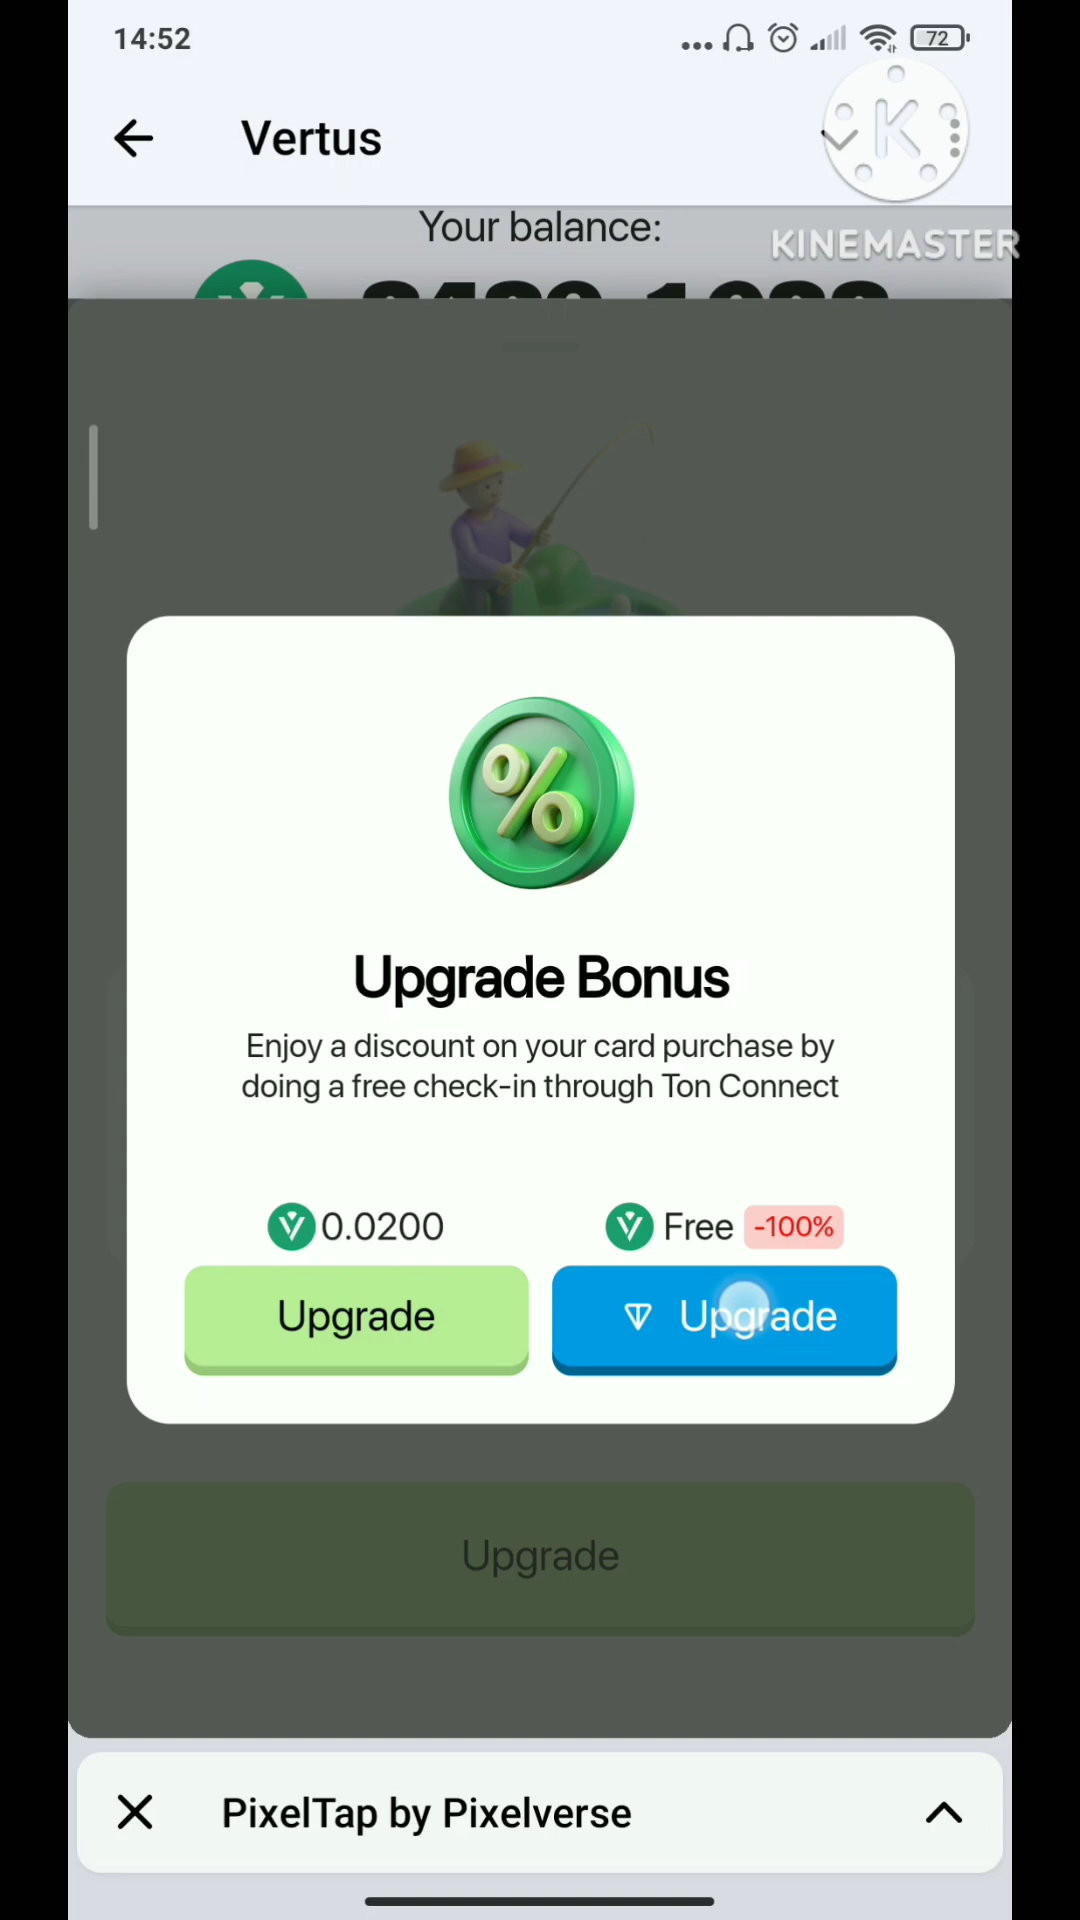 14:52
72
Vertus
K
KINEMASTER
Your balance:
Upgrade Bonus
Enjoy a discount on your card purchase by
doing a free check-in through Ton Connect
0.0200
Free -100%
Upgrade
Upgrade
Upgrade
PixelTap by Pixelverse